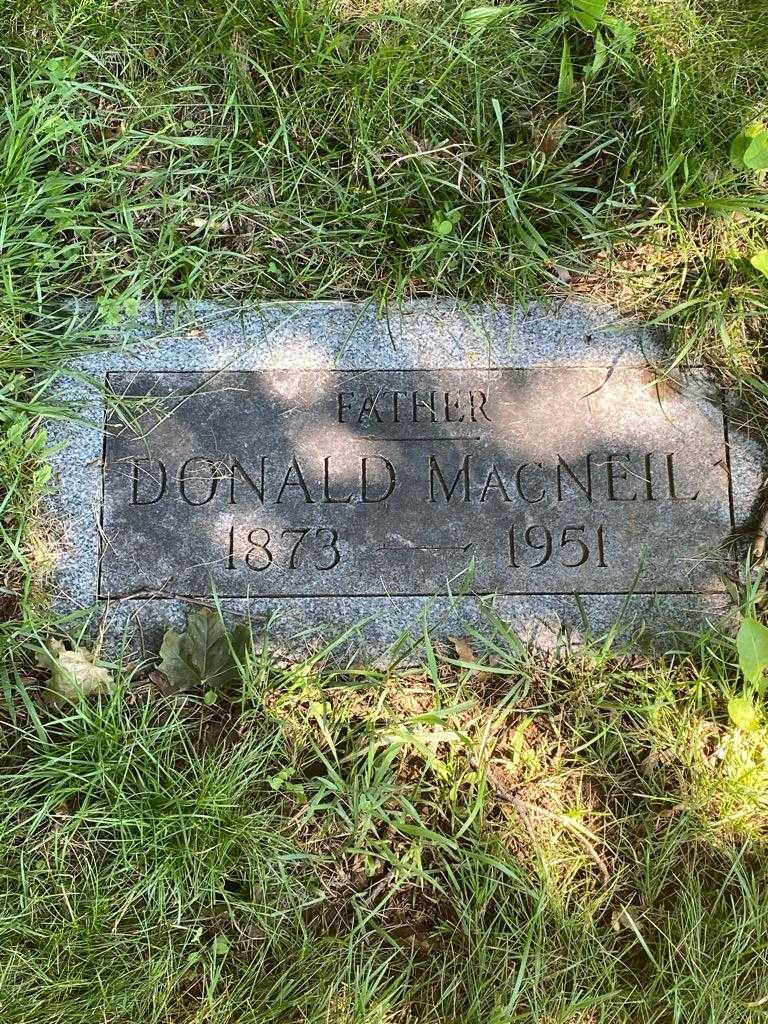 FATHER
DONALD MACNEIL
1873 — 1951